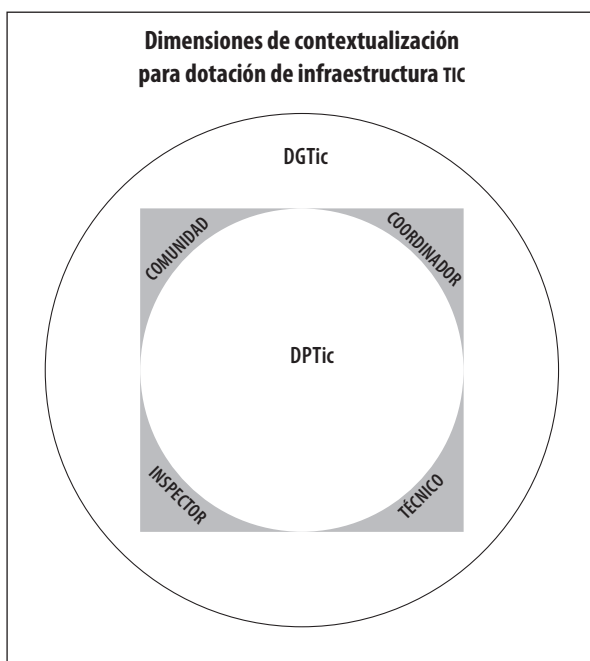 Dimensiones de contextualización
para dotación de infraestructura TIC
DGTic
COMUNIDAD
COORDINADOR
DPTic
INSPECTOR
TÉCNICO